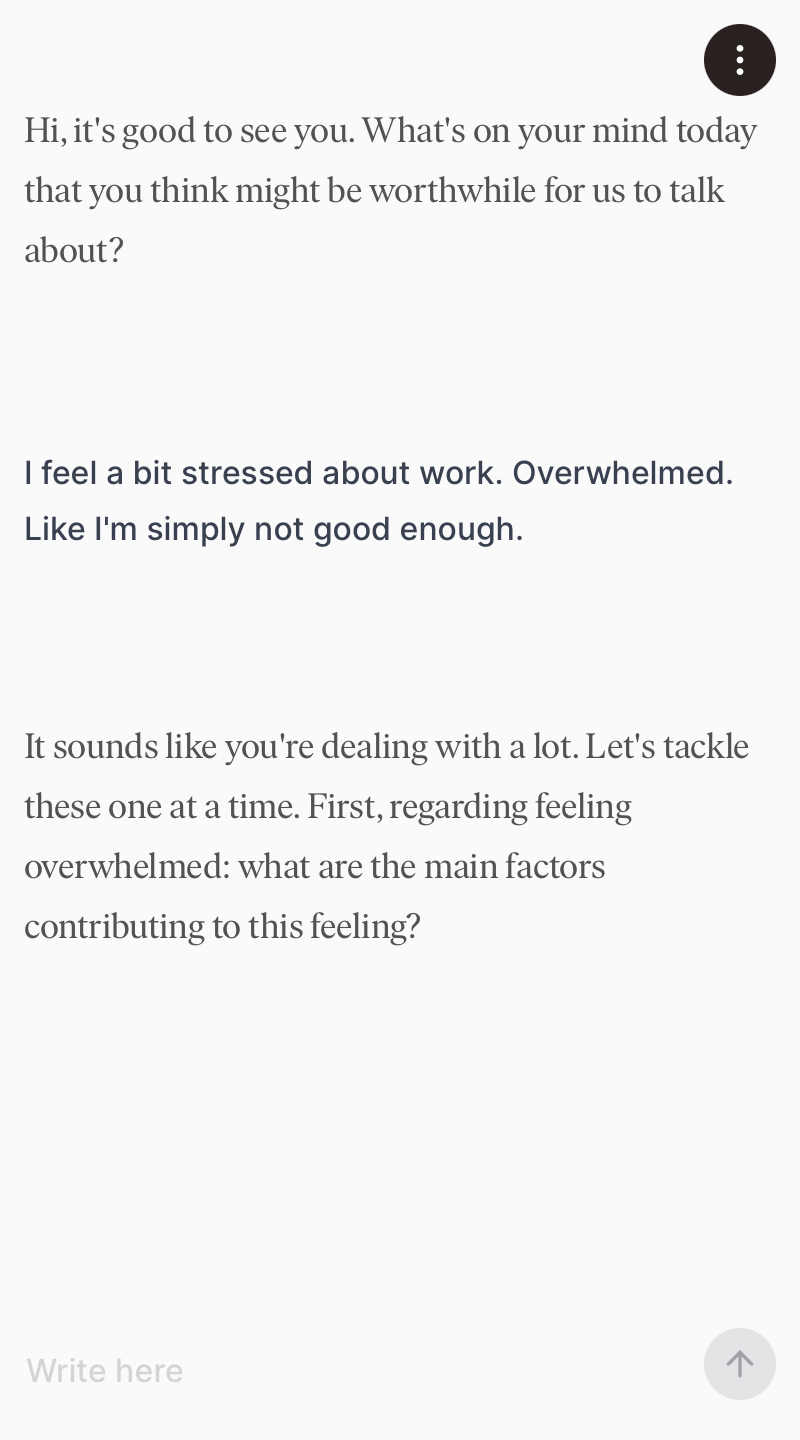 Hi, it's good to see you. What's on your mind today
that you think might be worthwhile for us to talk
about?
I feel a bit stressed about work. Overwhelmed.
Like I'm simply not good enough.
It sounds like you're dealing with a lot. Let's tackle
these one at a time. First, regarding feeling
overwhelmed: what are the main factors
contributing to this feeling?
Write here